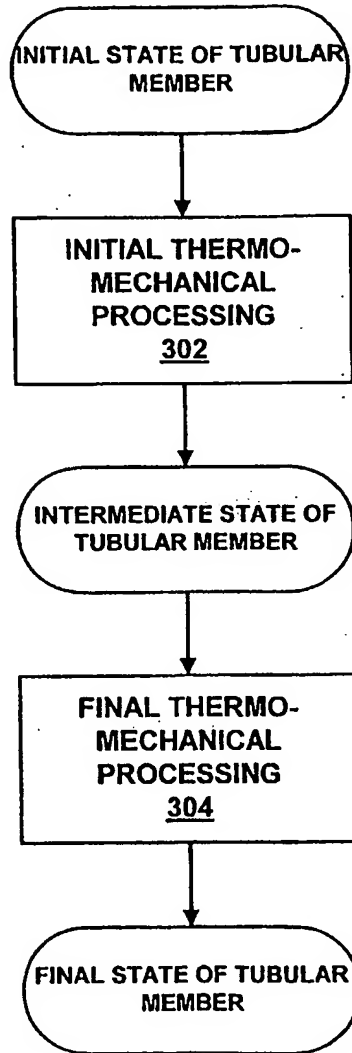 INITIAL STATE OF TUBULAR
MEMBER
INITIAL THERMO-
MECHANICAL
PROCESSING
302
INTERMEDIATE STATE OF
TUBULAR MEMBER
FINAL THERMO-
MECHANICAL
PROCESSING
304
FINAL STATE OF TUBULAR
MEMBER